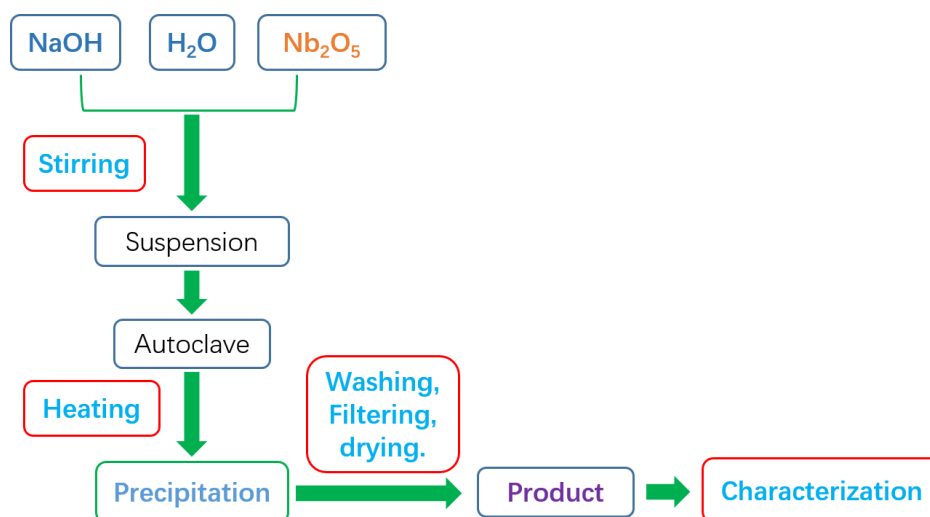 NaOH
H₂O
Nb₂O₅
Stirring
Suspension
Autoclave
Heating
Washing,
Filtering,
drying.
Precipitation
Product
Characterization